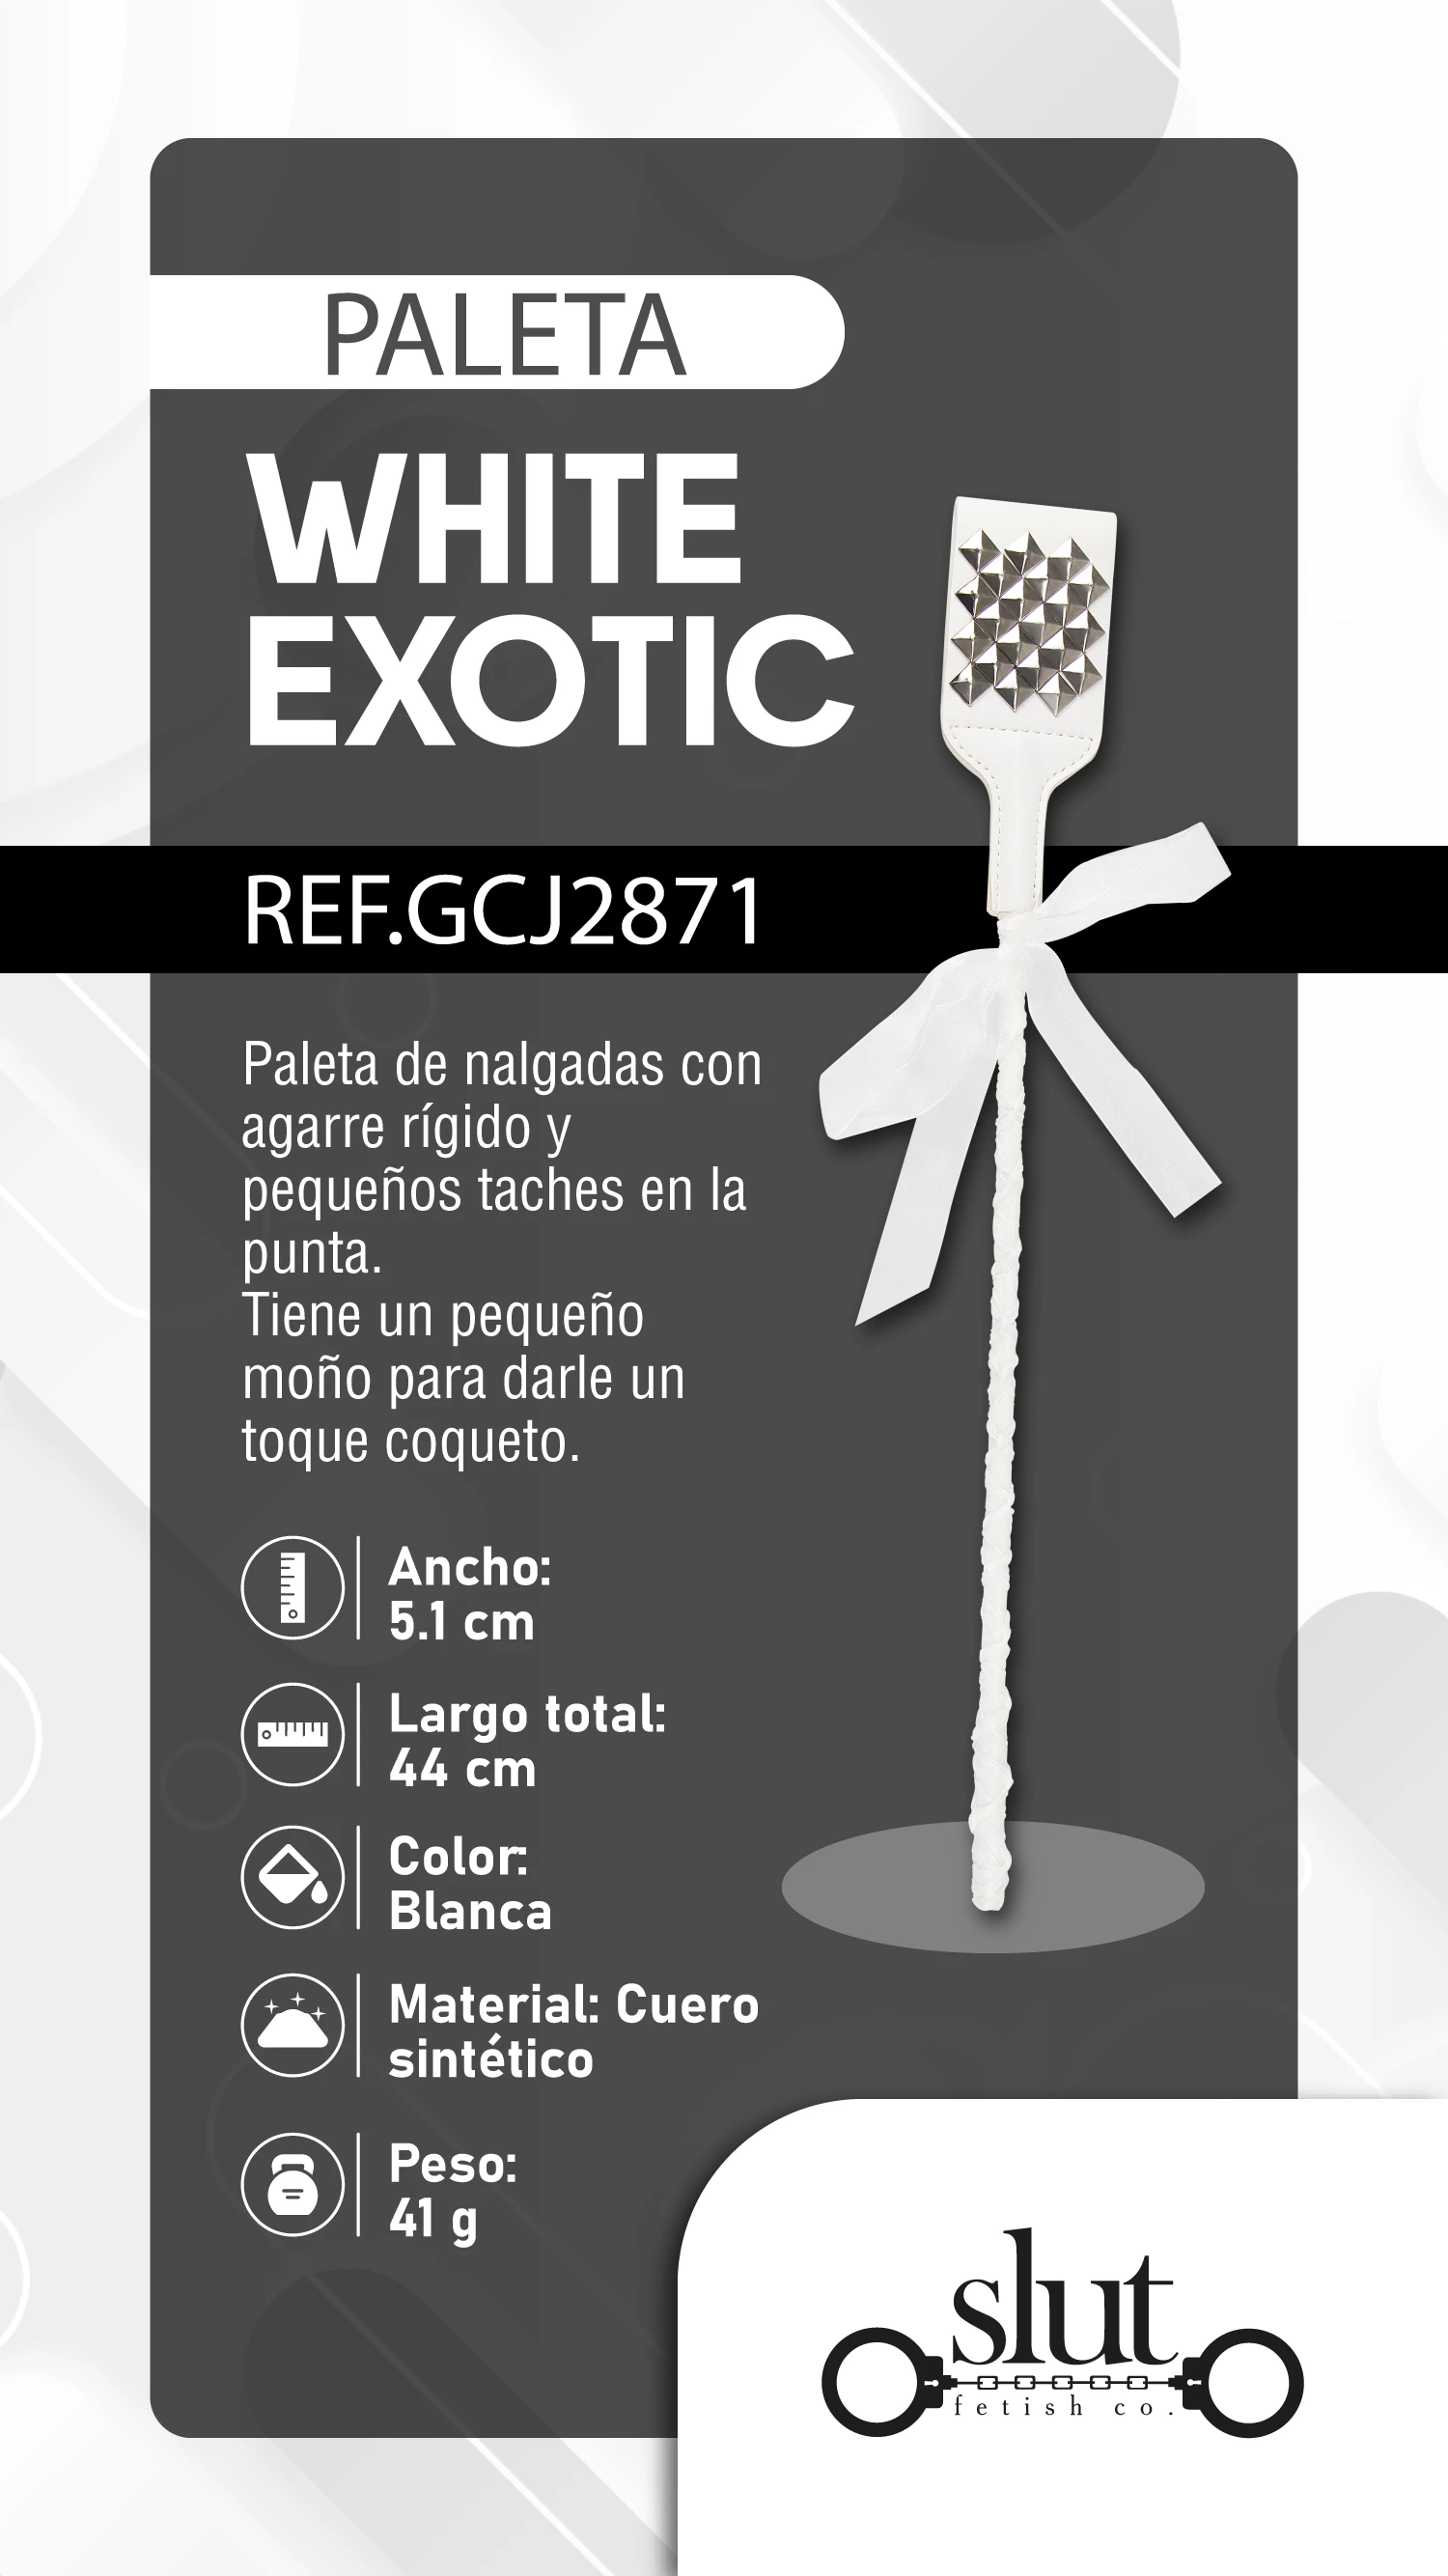 PALETA
WHITE
EXOTIC
REF.GCJ2871
Paleta de nalgadas con
agarre rígido y
pequeños taches en la
punta.
Tiene un pequeño
moño para darle un
toque coqueto.
Ancho:
5.1 cm
Largo total:
44 cm
Color:
Blanca
Material: Cuero
sintético
Peso:
41 g
slut
fetish co.